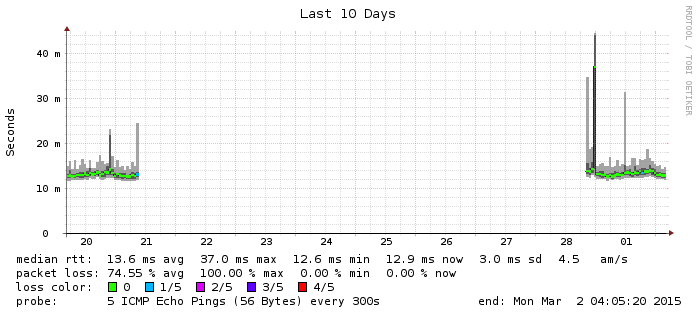 Last 10 Days
RRDTOOL / TOBI OETIKER
Seconds
40 m
30 m
20 m
10 m
0
20 21 22 23 24 25 26 27 28 01
median rtt: 13.6 ms avg 37.0 ms max 12.6 ms min 12.9 ms now 3.0 ms sd 4.5 am/s
packet loss: 74.55 % avg 100.00 % max 0.00 % min 0.00 % now
loss color: 0 1/5 2/5 3/5 4/5
probe: 5 ICMP Echo Pings (56 Bytes) every 300s end: Mon Mar 2 04:05:20 2015